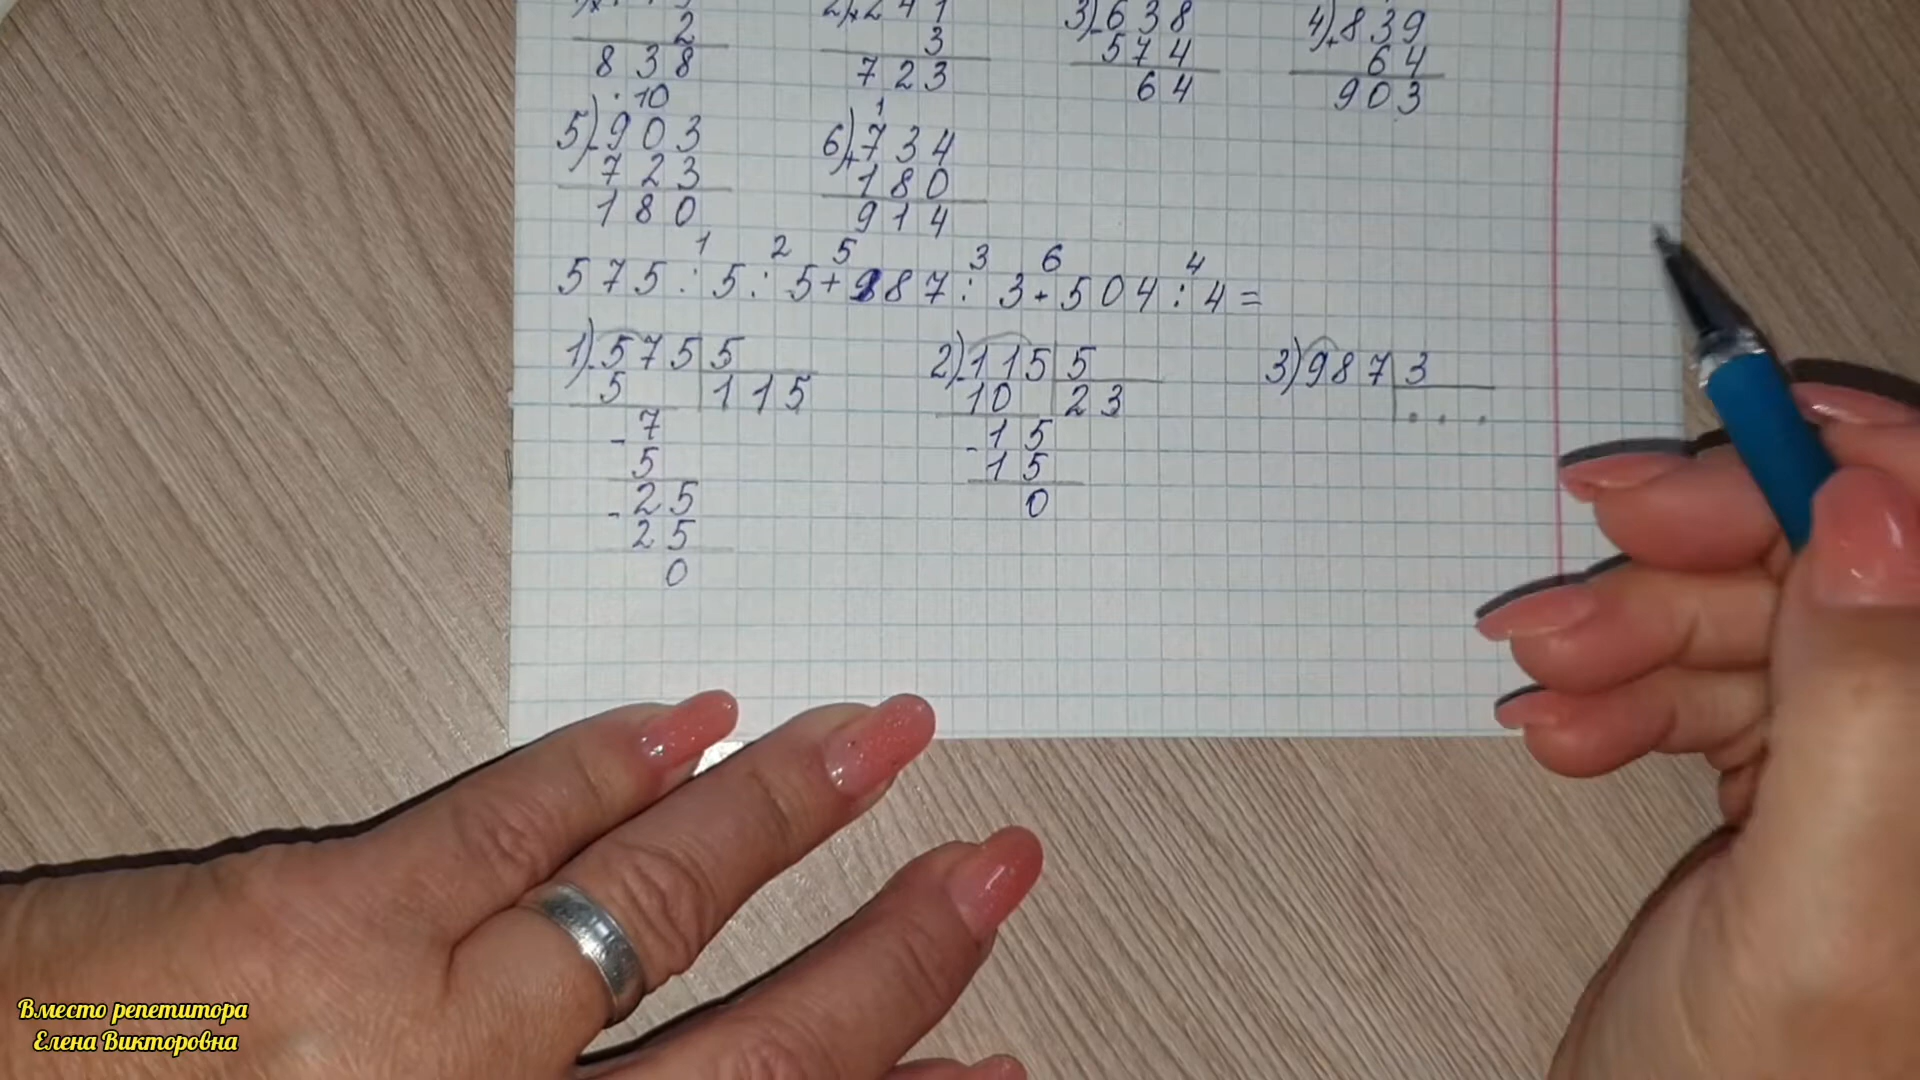 2 2)×241 3)-638 4)+839
3 574 64
838 723 64 903
· 10 1
5)-903 6)+734
723 180
180 914
1 2 5 3 6 4
575:5:5+987:3+504:4=
1)-575|5 2)-115|5 3)987|3
5 |115 10 |23 ...
-7 -15
5 15
-25 0
25
0
Вместо репетитора
Елена Викторовна